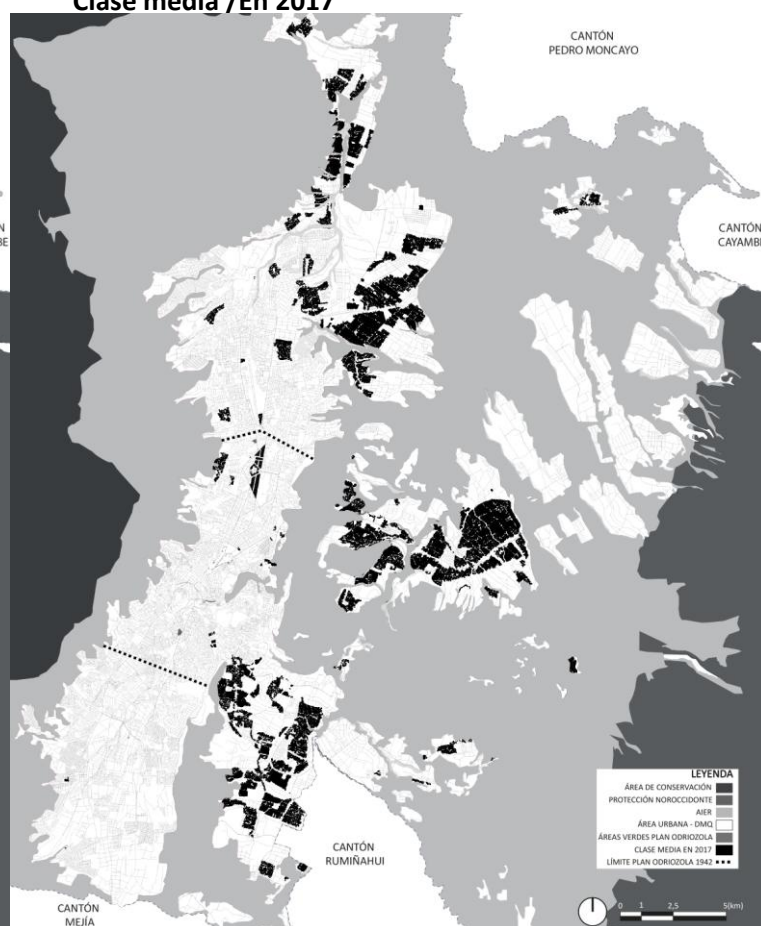 Clase media /En 2017
CANTÓN
PEDRO MONCAYO
N
BE
CANTÓN
CAYAMBE
CANTÓN
RUMIÑAHUI
CANTÓN
MEJÍA
LEYENDA
ÁREA DE CONSERVACIÓN
PROTECCIÓN NOROCCIDONTE
AIER
ÁREA URBANA - DMQ
ÁREAS VERDES PLAN ODRIOZOLA
CLASE MEDIA EN 2017
LÍMITE PLAN ODRIOZOLA 1942
0 1 2,5 5(km)